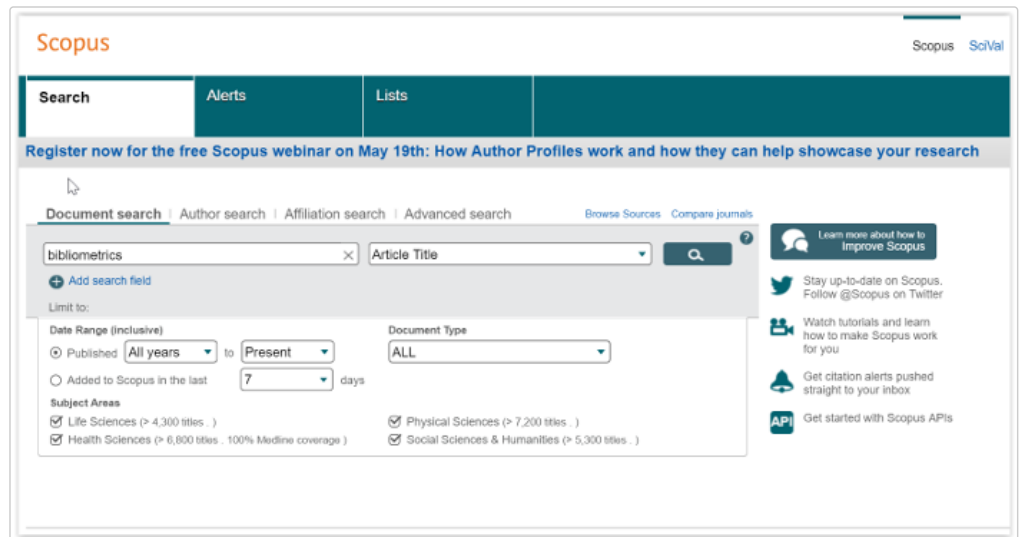 Scopus
Scopus SciVal
Search Alerts Lists
Register now for the free Scopus webinar on May 19th: How Author Profiles work and how they can help showcase your research
Document search | Author search | Affiliation search | Advanced search Browse Sources Compare journals
bibliometrics Article Title
Add search field
Limit to:
Date Range (inclusive) Document Type
Published All years to Present ALL
Added to Scopus in the last 7 days
Subject Areas
Life Sciences (> 4,300 titles . ) Physical Sciences (> 7,200 titles . )
Health Sciences (> 6,800 titles . 100% Medline coverage ) Social Sciences & Humanities (> 5,300 titles . )
?
Learn more about how to
Improve Scopus
Stay up-to-date on Scopus.
Follow @Scopus on Twitter
Watch tutorials and learn
how to make Scopus work
for you
Get citation alerts pushed
straight to your inbox
API Get started with Scopus APIs